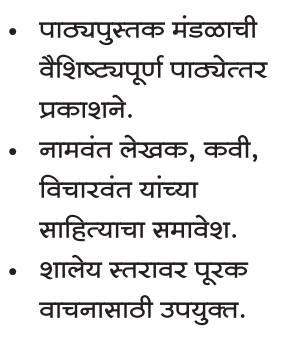 • पाठ्यपुस्तक मंडळाची
वैशिष्ट्यपूर्ण पाठ्येत्तर
प्रकाशने.
• नामवंत लेखक, कवी,
विचारवंत यांच्या
साहित्याचा समावेश.
• शालेय स्तरावर पूरक
वाचनासाठी उपयुक्त.